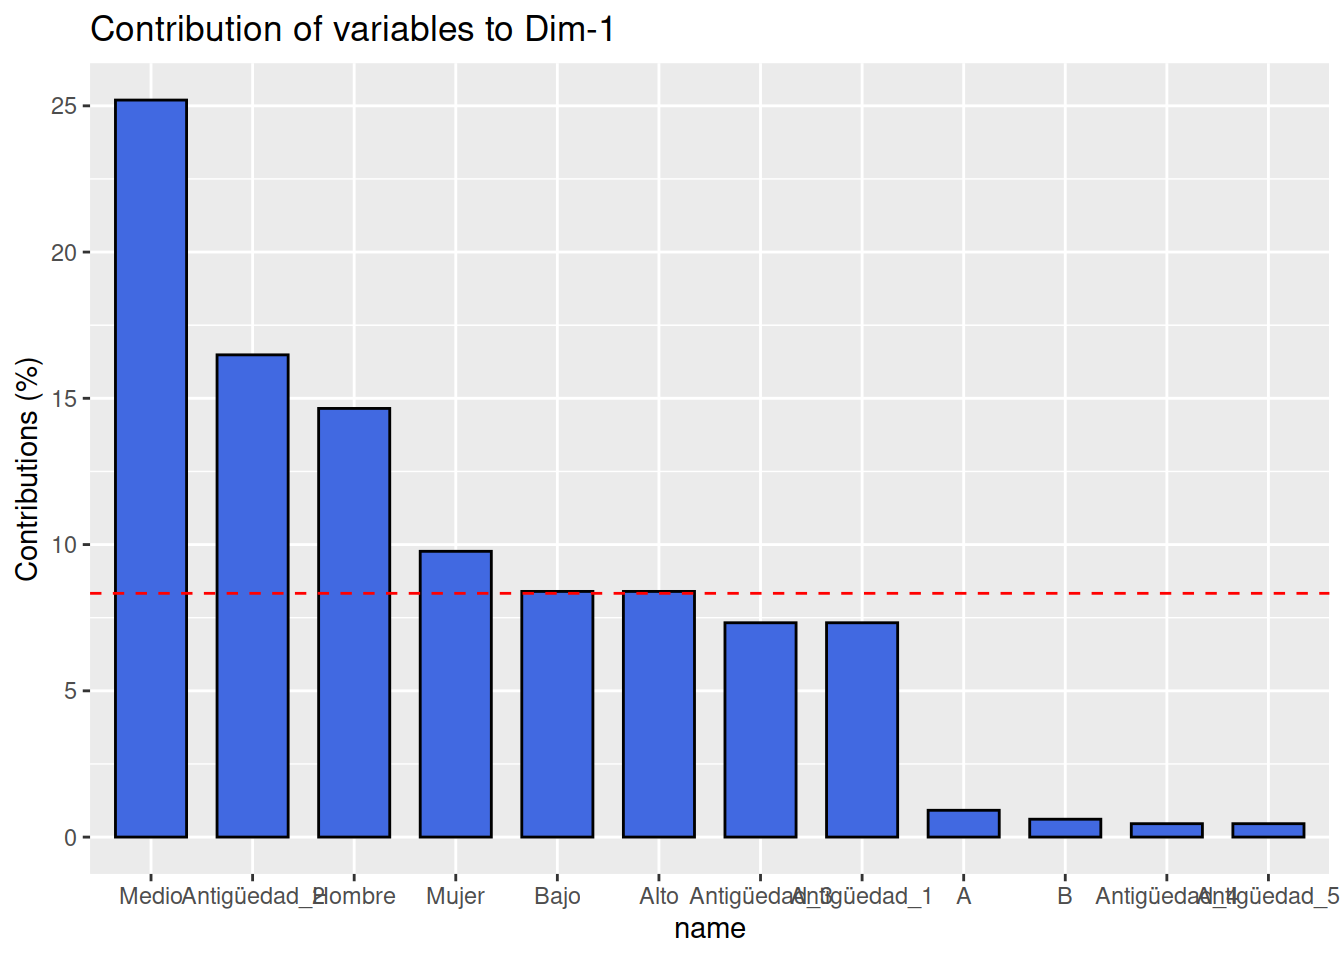 Contribution of variables to Dim-1
Contributions (%)
25
20
15
10
5
0
Medio Antigüedad_2 Hombre Mujer Bajo Alto Antigüedad_3 Antigüedad_1 A B Antigüedad_4 Antigüedad_5
name